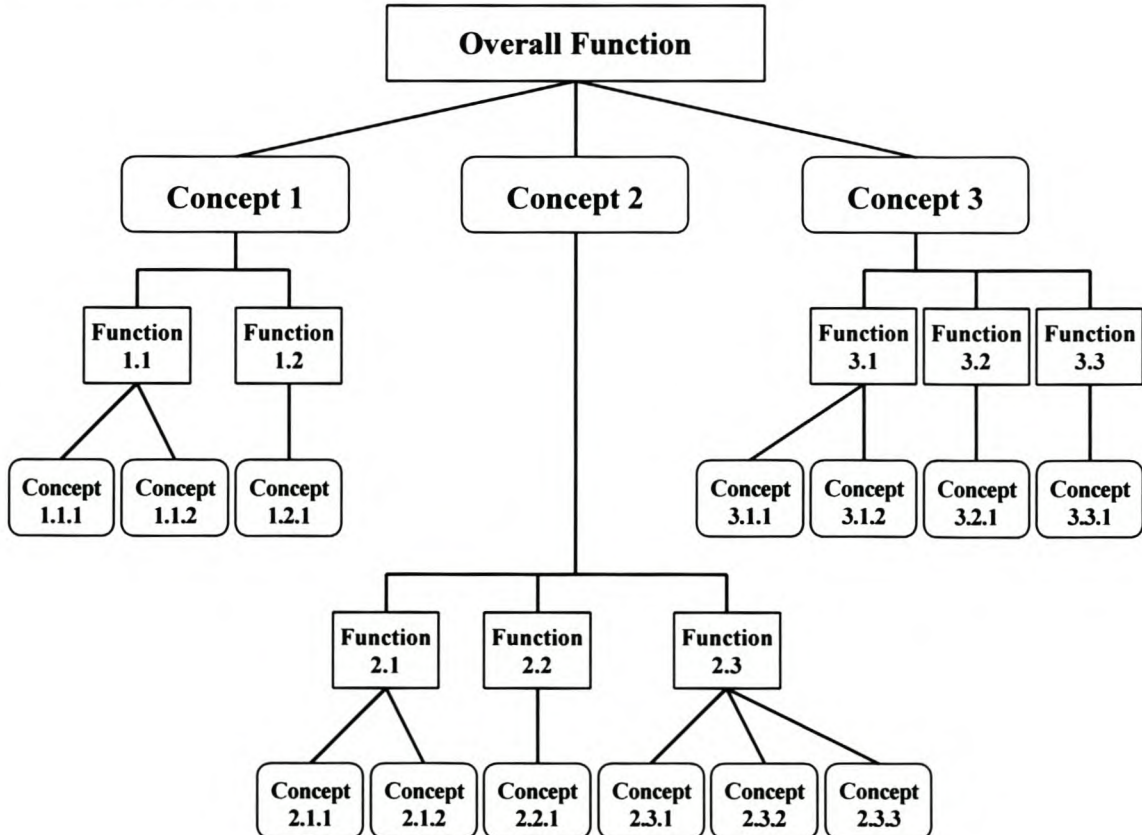 Overall Function
Concept 1
Concept 2
Concept 3
Function
1.1
Function
1.2
Function
3.1
Function
3.2
Function
3.3
Concept
1.1.1
Concept
1.1.2
Concept
1.2.1
Concept
3.1.1
Concept
3.1.2
Concept
3.2.1
Concept
3.3.1
Function
2.1
Function
2.2
Function
2.3
Concept
2.1.1
Concept
2.1.2
Concept
2.2.1
Concept
2.3.1
Concept
2.3.2
Concept
2.3.3